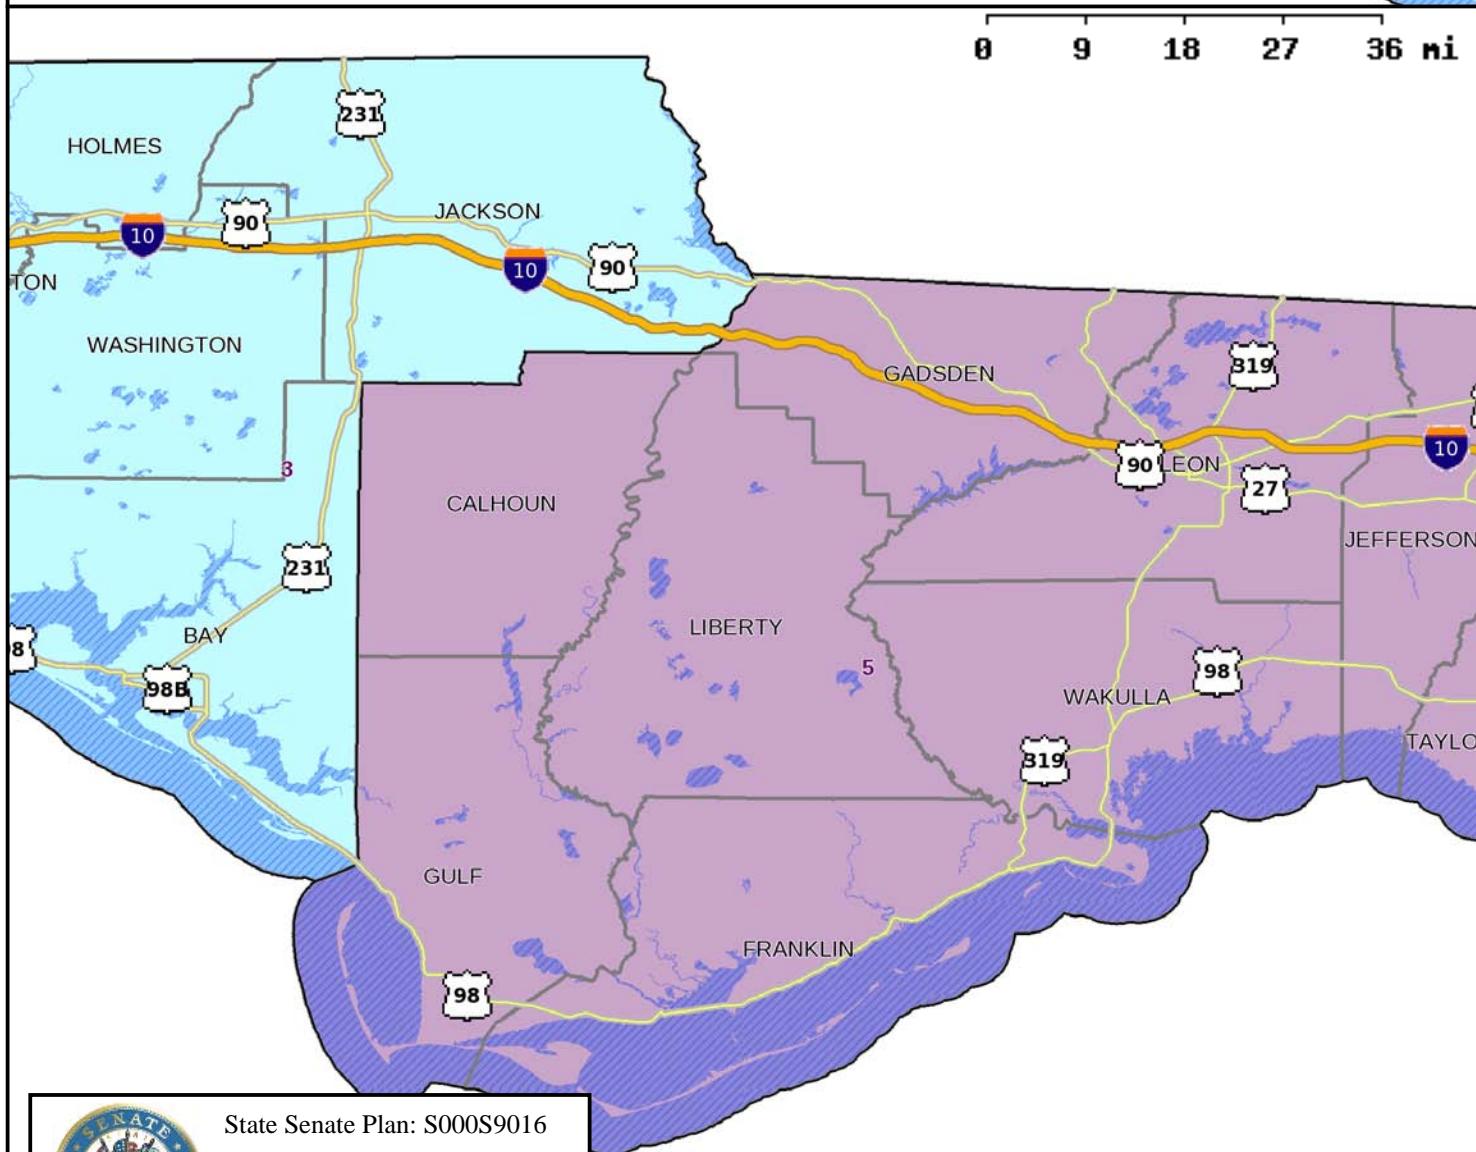 0 9 18 27 36 mi
231
HOLMES
JACKSON
90
10
10
90
TON
WASHINGTON
319
GADSDEN
10
3
90
LEON
27
CALHOUN
JEFFERSON
231
LIBERTY
BAY
98
5
98B
WAKULLA
TAYLO
319
GULF
FRANKLIN
98
State Senate Plan: S000S9016
SENATE